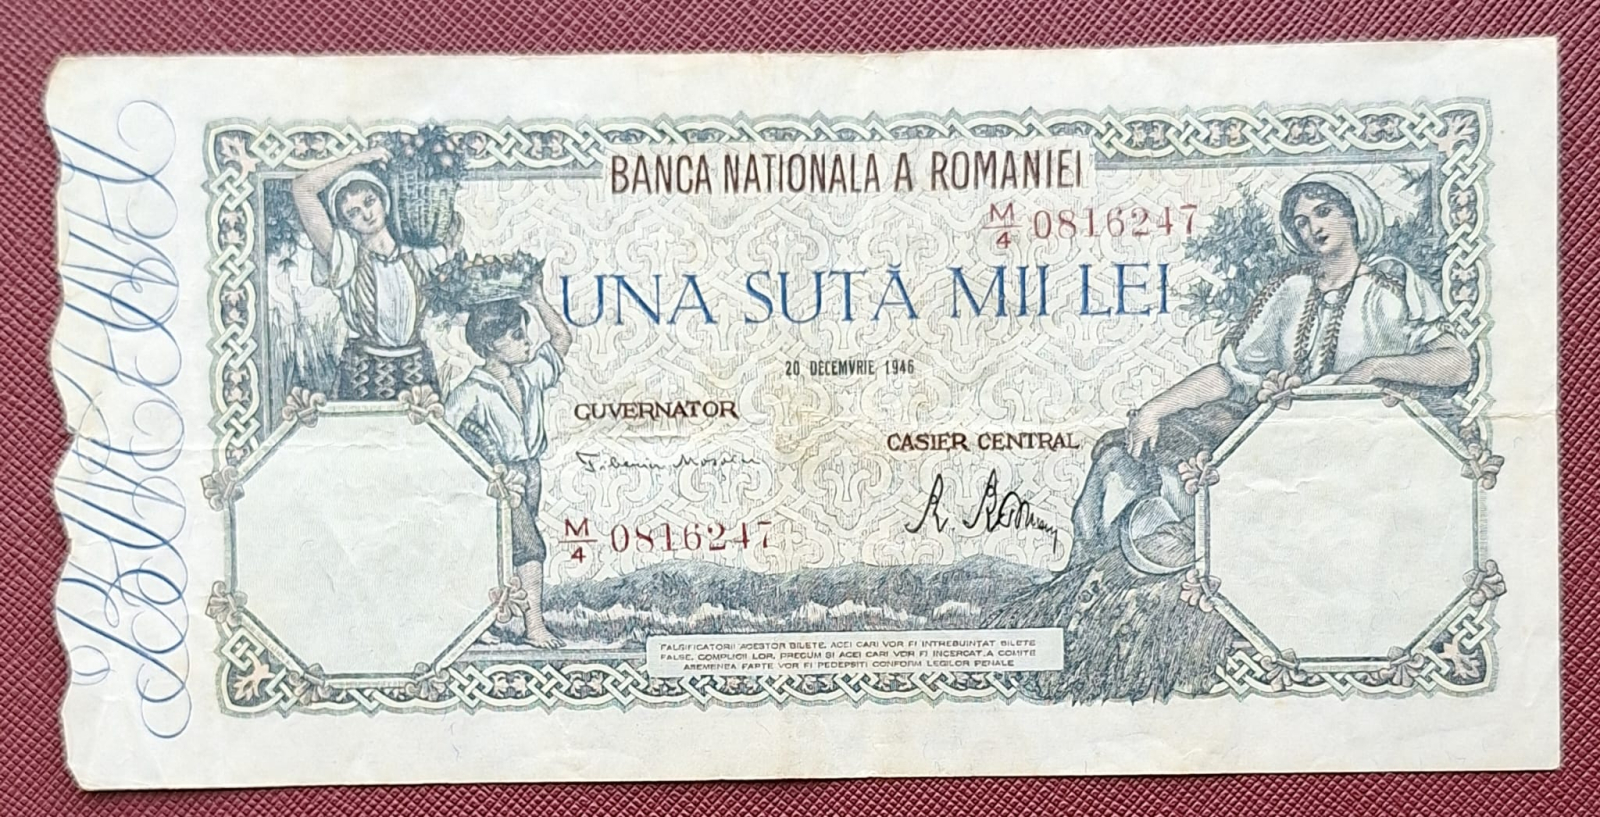 BANCA NATIONALA A ROMANIEI
M/4 0816247
UNA SUTĂ MII LEI
20 DECEMVRIE 1946
GUVERNATOR
CASIER CENTRAL
M/4 0816247
FALSIFICATORII ACESTOR BILETE, ACEI CARI VOR FI INTREBUINTAT BILETE
FALSE, COMPLICII LOR, PRECUM SI ACEI CARI VOR FI INCERCAT A COMITE
ASEMENEA FAPTE VOR FI PEDEPSITI CONFORM LEGILOR PENALE